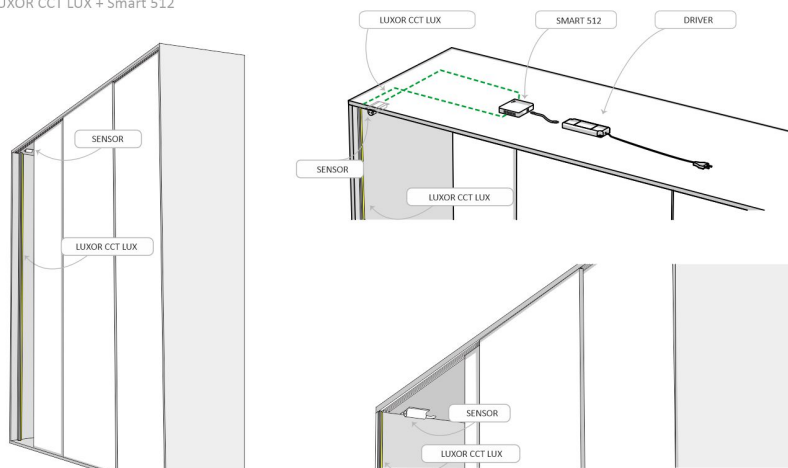 LUXOR CCT LUX + Smart 512
LUXOR CCT LUX
SMART 512
DRIVER
SENSOR
SENSOR
LUXOR CCT LUX
LUXOR CCT LUX
SENSOR
LUXOR CCT LUX